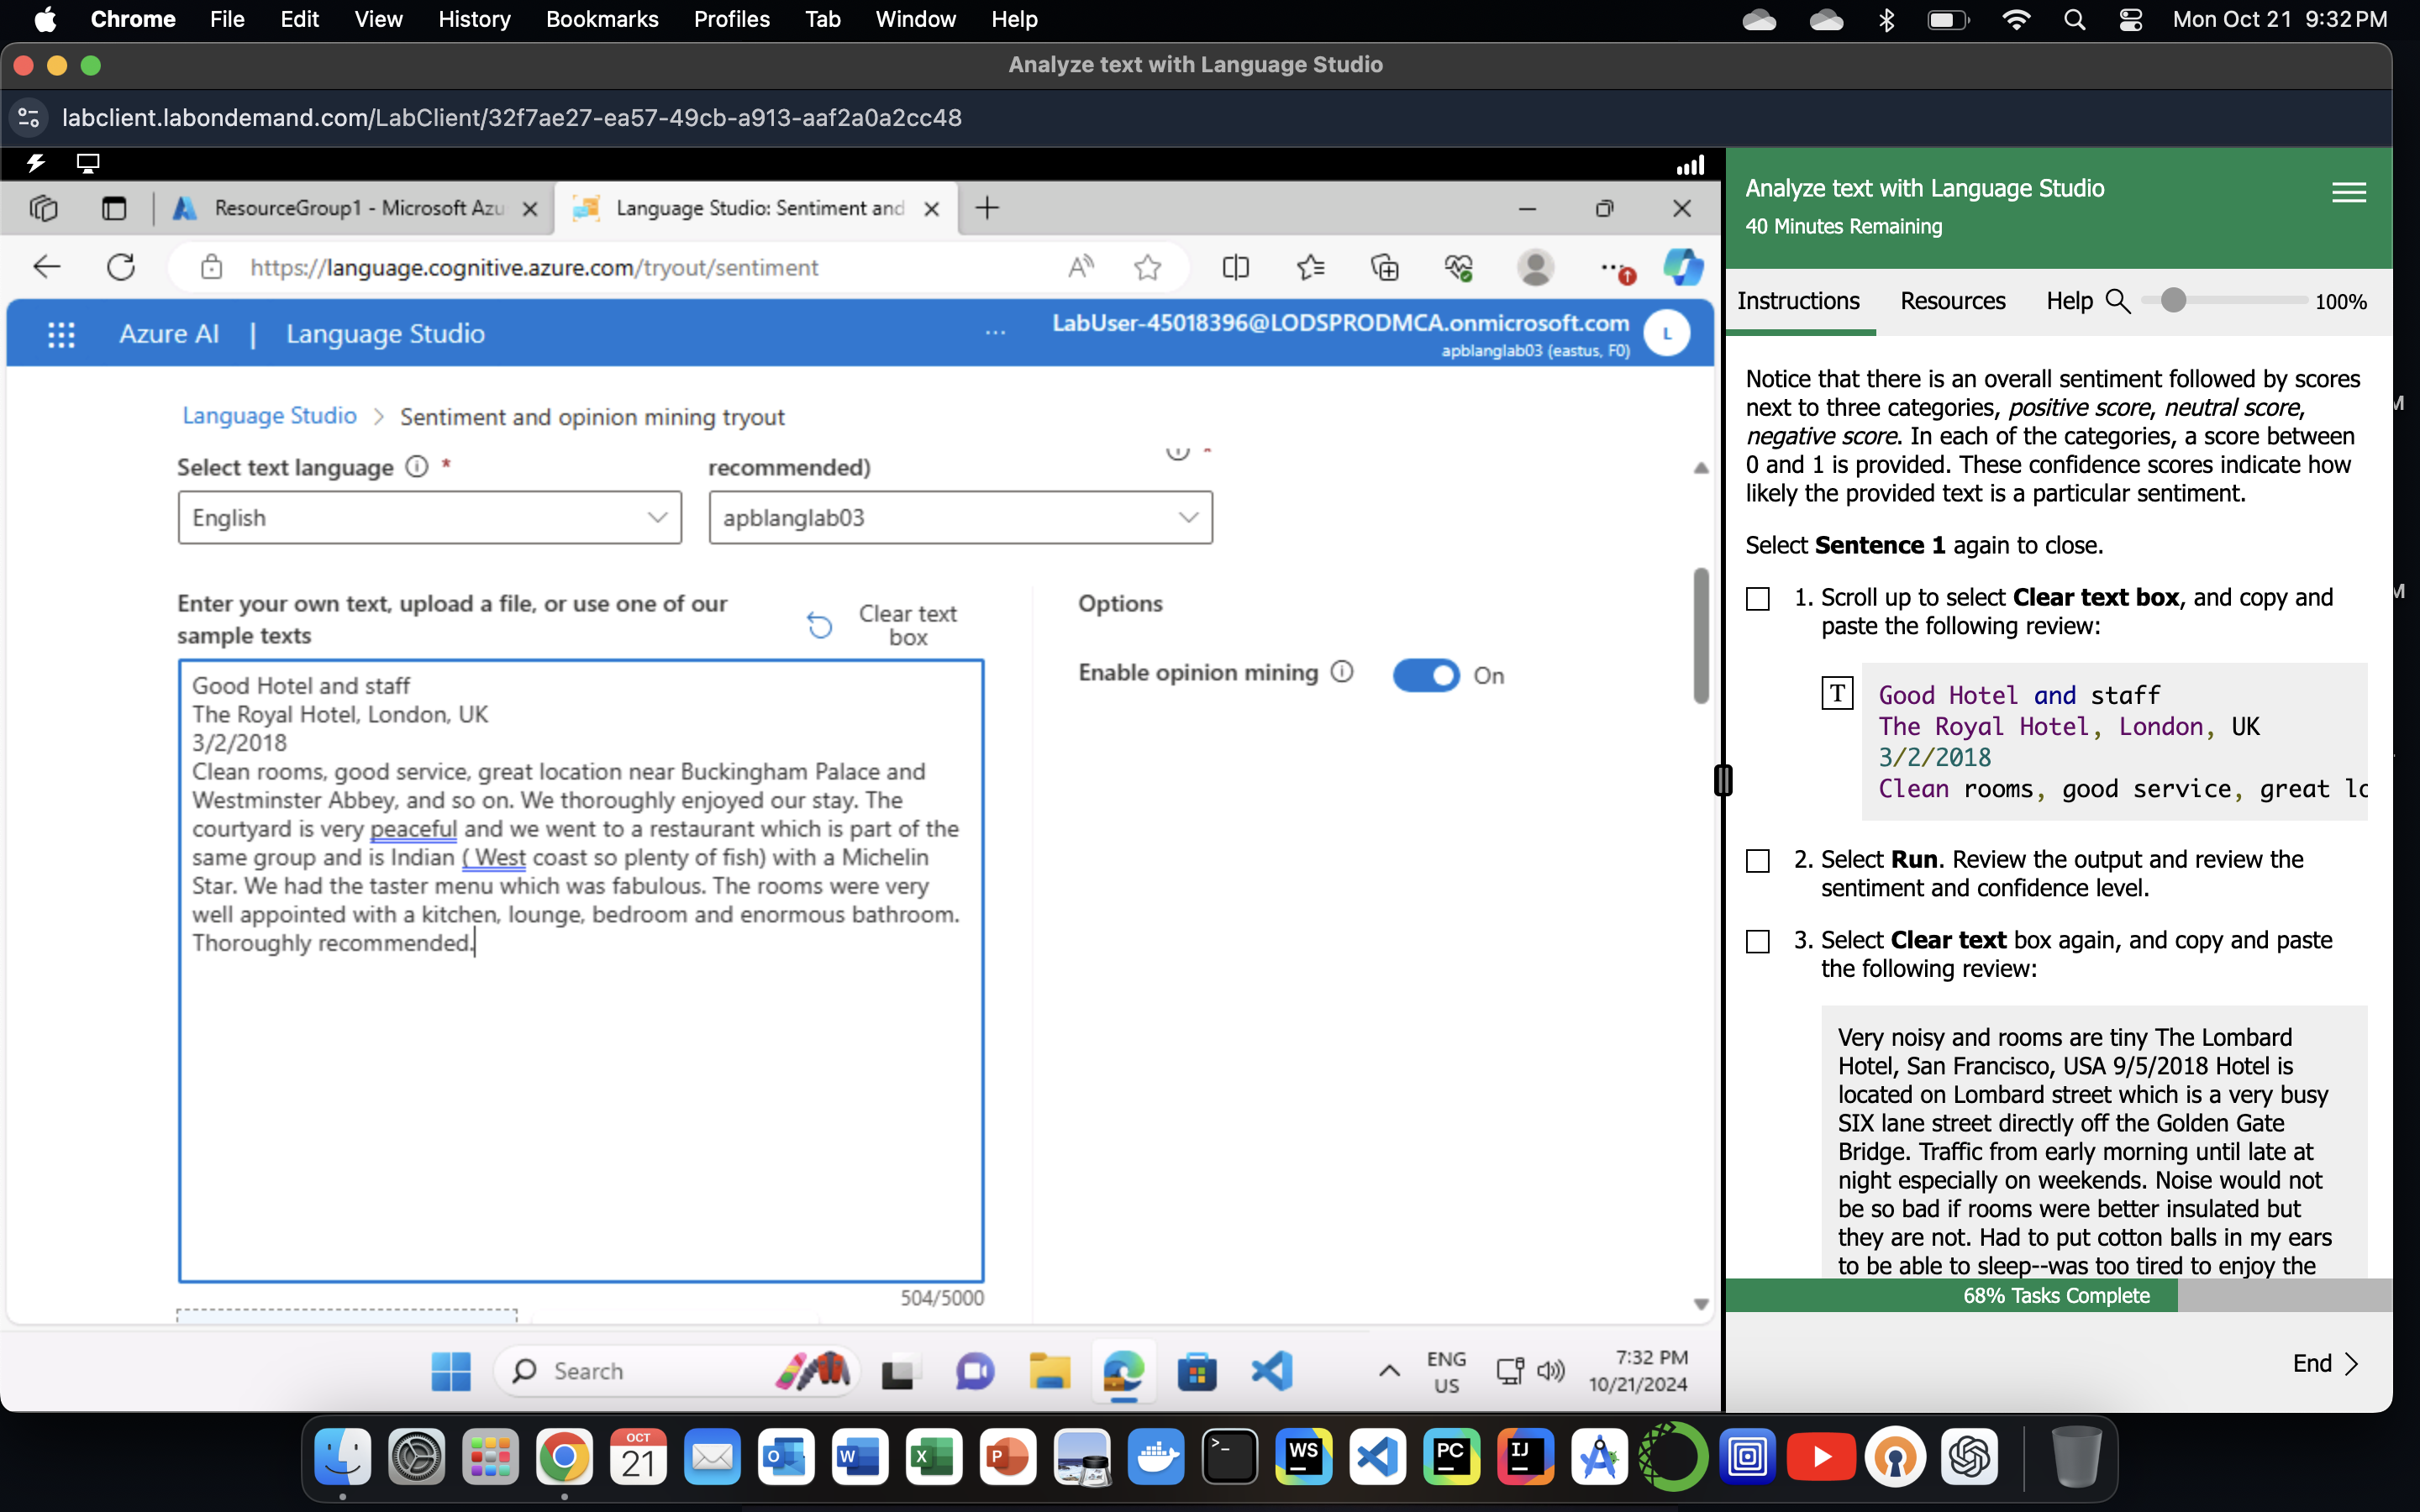 Chrome File Edit View History Bookmarks Profiles Tab Window Help Mon Oct 21 9:32 PM
Analyze text with Language Studio
labclient.labondemand.com/LabClient/32f7ae27-ea57-49cb-a913-aaf2a0a2cc48
ResourceGroup1 - Microsoft Azu
Language Studio: Sentiment and
https://language.cognitive.azure.com/tryout/sentiment
Azure AI | Language Studio
LabUser-45018396@LODSPRODMCA.onmicrosoft.com
apblanglab03 (eastus, F0)
L
Language Studio > Sentiment and opinion mining tryout
Select text language *
recommended) *
English
apblanglab03
Enter your own text, upload a file, or use one of our
sample texts
Clear text
box
Good Hotel and staff
The Royal Hotel, London, UK
3/2/2018
Clean rooms, good service, great location near Buckingham Palace and
Westminster Abbey, and so on. We thoroughly enjoyed our stay. The
courtyard is very peaceful and we went to a restaurant which is part of the
same group and is Indian ( West coast so plenty of fish) with a Michelin
Star. We had the taster menu which was fabulous. The rooms were very
well appointed with a kitchen, lounge, bedroom and enormous bathroom.
Thoroughly recommended.
504/5000
Options
Enable opinion mining On
Search
ENG
US
7:32 PM
10/21/2024
Analyze text with Language Studio
40 Minutes Remaining
Instructions Resources Help 100%
Notice that there is an overall sentiment followed by scores
next to three categories, positive score, neutral score,
negative score. In each of the categories, a score between
0 and 1 is provided. These confidence scores indicate how
likely the provided text is a particular sentiment.
Select Sentence 1 again to close.
1. Scroll up to select Clear text box, and copy and
paste the following review:
T
Good Hotel and staff
The Royal Hotel, London, UK
3/2/2018
Clean rooms, good service, great lo
2. Select Run. Review the output and review the
sentiment and confidence level.
3. Select Clear text box again, and copy and paste
the following review:
Very noisy and rooms are tiny The Lombard
Hotel, San Francisco, USA 9/5/2018 Hotel is
located on Lombard street which is a very busy
SIX lane street directly off the Golden Gate
Bridge. Traffic from early morning until late at
night especially on weekends. Noise would not
be so bad if rooms were better insulated but
they are not. Had to put cotton balls in my ears
to be able to sleep--was too tired to enjoy the
68% Tasks Complete
End
M
M
OCT
21
O
W
X
P
WS
PC
IJ